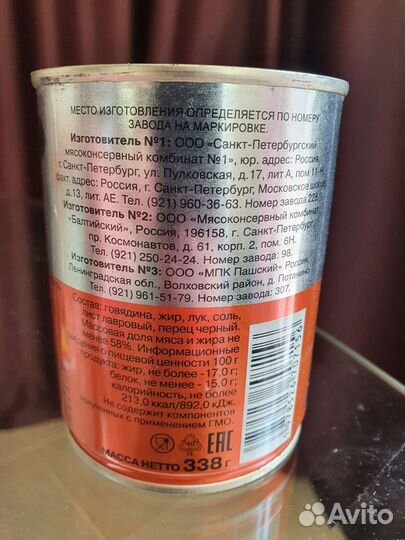 МЕСТО ИЗГОТОВЛЕНИЯ ОПРЕДЕЛЯЕТСЯ ПО НОМЕРУ
ЗАВОДА НА МАРКИРОВКЕ.
Изготовитель №1: ООО «Санкт-Петербургский
мясоконсервный комбинат №1», юр. адрес: Россия,
г. Санкт-Петербург, ул. Пулковская, д.17, лит А, пом 11-Н,
факт. адрес: Россия, г. Санкт-Петербург, Московское шоссе,
д.13, лит. АЕ. Тел. (921) 960-36-63. Номер завода 228.
Изготовитель №2: ООО «Мясоконсервный комбинат
«Балтийский», Россия, 196158, г. Санкт-Петербург,
пр. Космонавтов, д. 61, корп. 2, пом. 6Н.
Тел. (921) 250-24-24. Номер завода: 98.
Изготовитель №3: ООО «МПК Пашский» Россия,
Ленинградская обл., Волховский район, д. Потанино.
Тел: (921) 961-51-79. Номер завода: 307.
Состав: говядина, жир, лук, соль,
лист лавровый, перец черный.
Массовая доля мяса и жира не
менее 58%. Информационные
сведения о пищевой ценности 100 г
продукта: жир, не более -17,0 г;
белок, не менее - 15,0 г;
калорийность, не более -
213,0 ккал/892,0 кДж.
Не содержит компонентов
полученных с применением ГМО.
40
ЕАС
МАССА НЕТТО 338 г
Avito